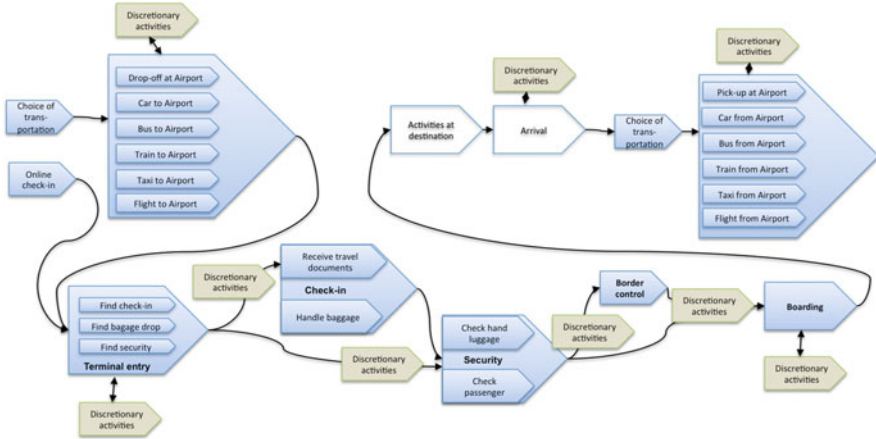 Discretionary
activities
Drop-off at Airport
Car to Airport
Bus to Airport
Train to Airport
Taxi to Airport
Flight to Airport
Choice of
trans-
portation
Online
check-in
Discretionary
activities
Activities at
destination
Arrival
Choice of
trans-
portation
Discretionary
activities
Pick-up at Airport
Car from Airport
Bus from Airport
Train from Airport
Taxi from Airport
Flight from Airport
Find check-in
Find bagage drop
Find security
Terminal entry
Discretionary
activities
Discretionary
activities
Receive travel
documents
Check-in
Handle baggage
Discretionary
activities
Check hand
luggage
Security
Check
passenger
Discretionary
activities
Border
control
Discretionary
activities
Boarding
Discretionary
activities